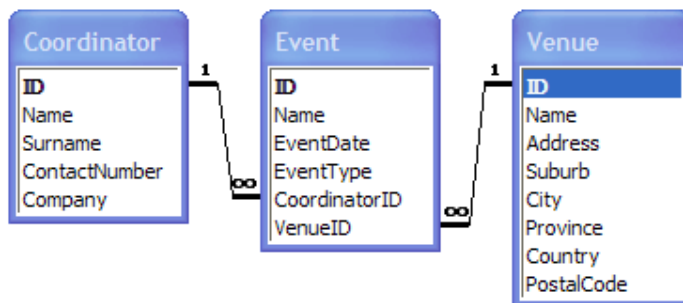 Coordinator
ID
Name
Surname
ContactNumber
Company
1
∞
Event
ID
Name
EventDate
EventType
CoordinatorID
VenueID
1
∞
Venue
ID
Name
Address
Suburb
City
Province
Country
PostalCode